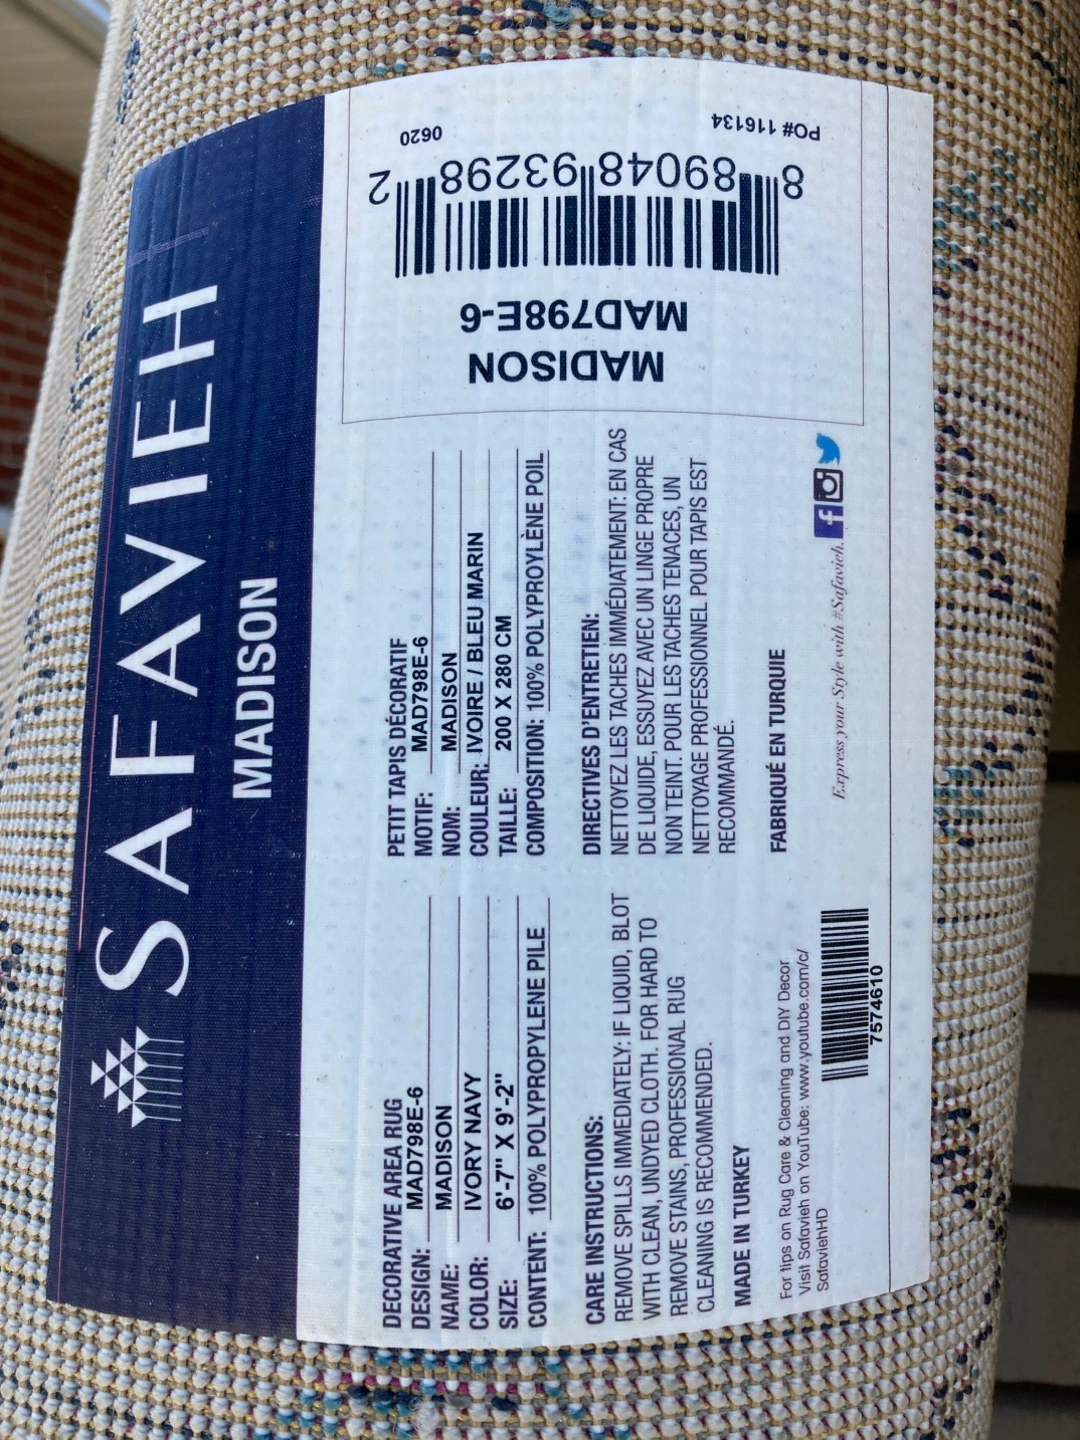 SAFAVIEH
MADISON
DECORATIVE AREA RUG
DESIGN: MAD798E-6
NAME: MADISON
COLOR: IVORY NAVY
SIZE: 6'-7" X 9'-2"
CONTENT: 100% POLYPROPYLENE PILE
CARE INSTRUCTIONS:
REMOVE SPILLS IMMEDIATELY: IF LIQUID, BLOT
WITH CLEAN, UNDYED CLOTH. FOR HARD TO
REMOVE STAINS, PROFESSIONAL RUG
CLEANING IS RECOMMENDED.
MADE IN TURKEY
For tips on Rug Care & Cleaning and DIY Decor
Visit Safavieh on YouTube: www.youtube.com/c/
SafaviehHD
7574610
PETIT TAPIS DÉCORATIF
MOTIF: MAD798E-6
NOM: MADISON
COULEUR: IVOIRE / BLEU MARIN
TAILLE: 200 X 280 CM
COMPOSITION: 100% POLYPROYLÈNE POIL
DIRECTIVES D'ENTRETIEN:
NETTOYEZ LES TACHES IMMÉDIATEMENT: EN CAS
DE LIQUIDE, ESSUYEZ AVEC UN LINGE PROPRE
NON TEINT. POUR LES TACHES TENACES, UN
NETTOYAGE PROFESSIONNEL POUR TAPIS EST
RECOMMANDÉ.
FABRIQUÉ EN TURQUIE
Express your Style with #Safavieh.
MADISON
MAD798E-6
8 89048 93298 2
PO# 116134 0620